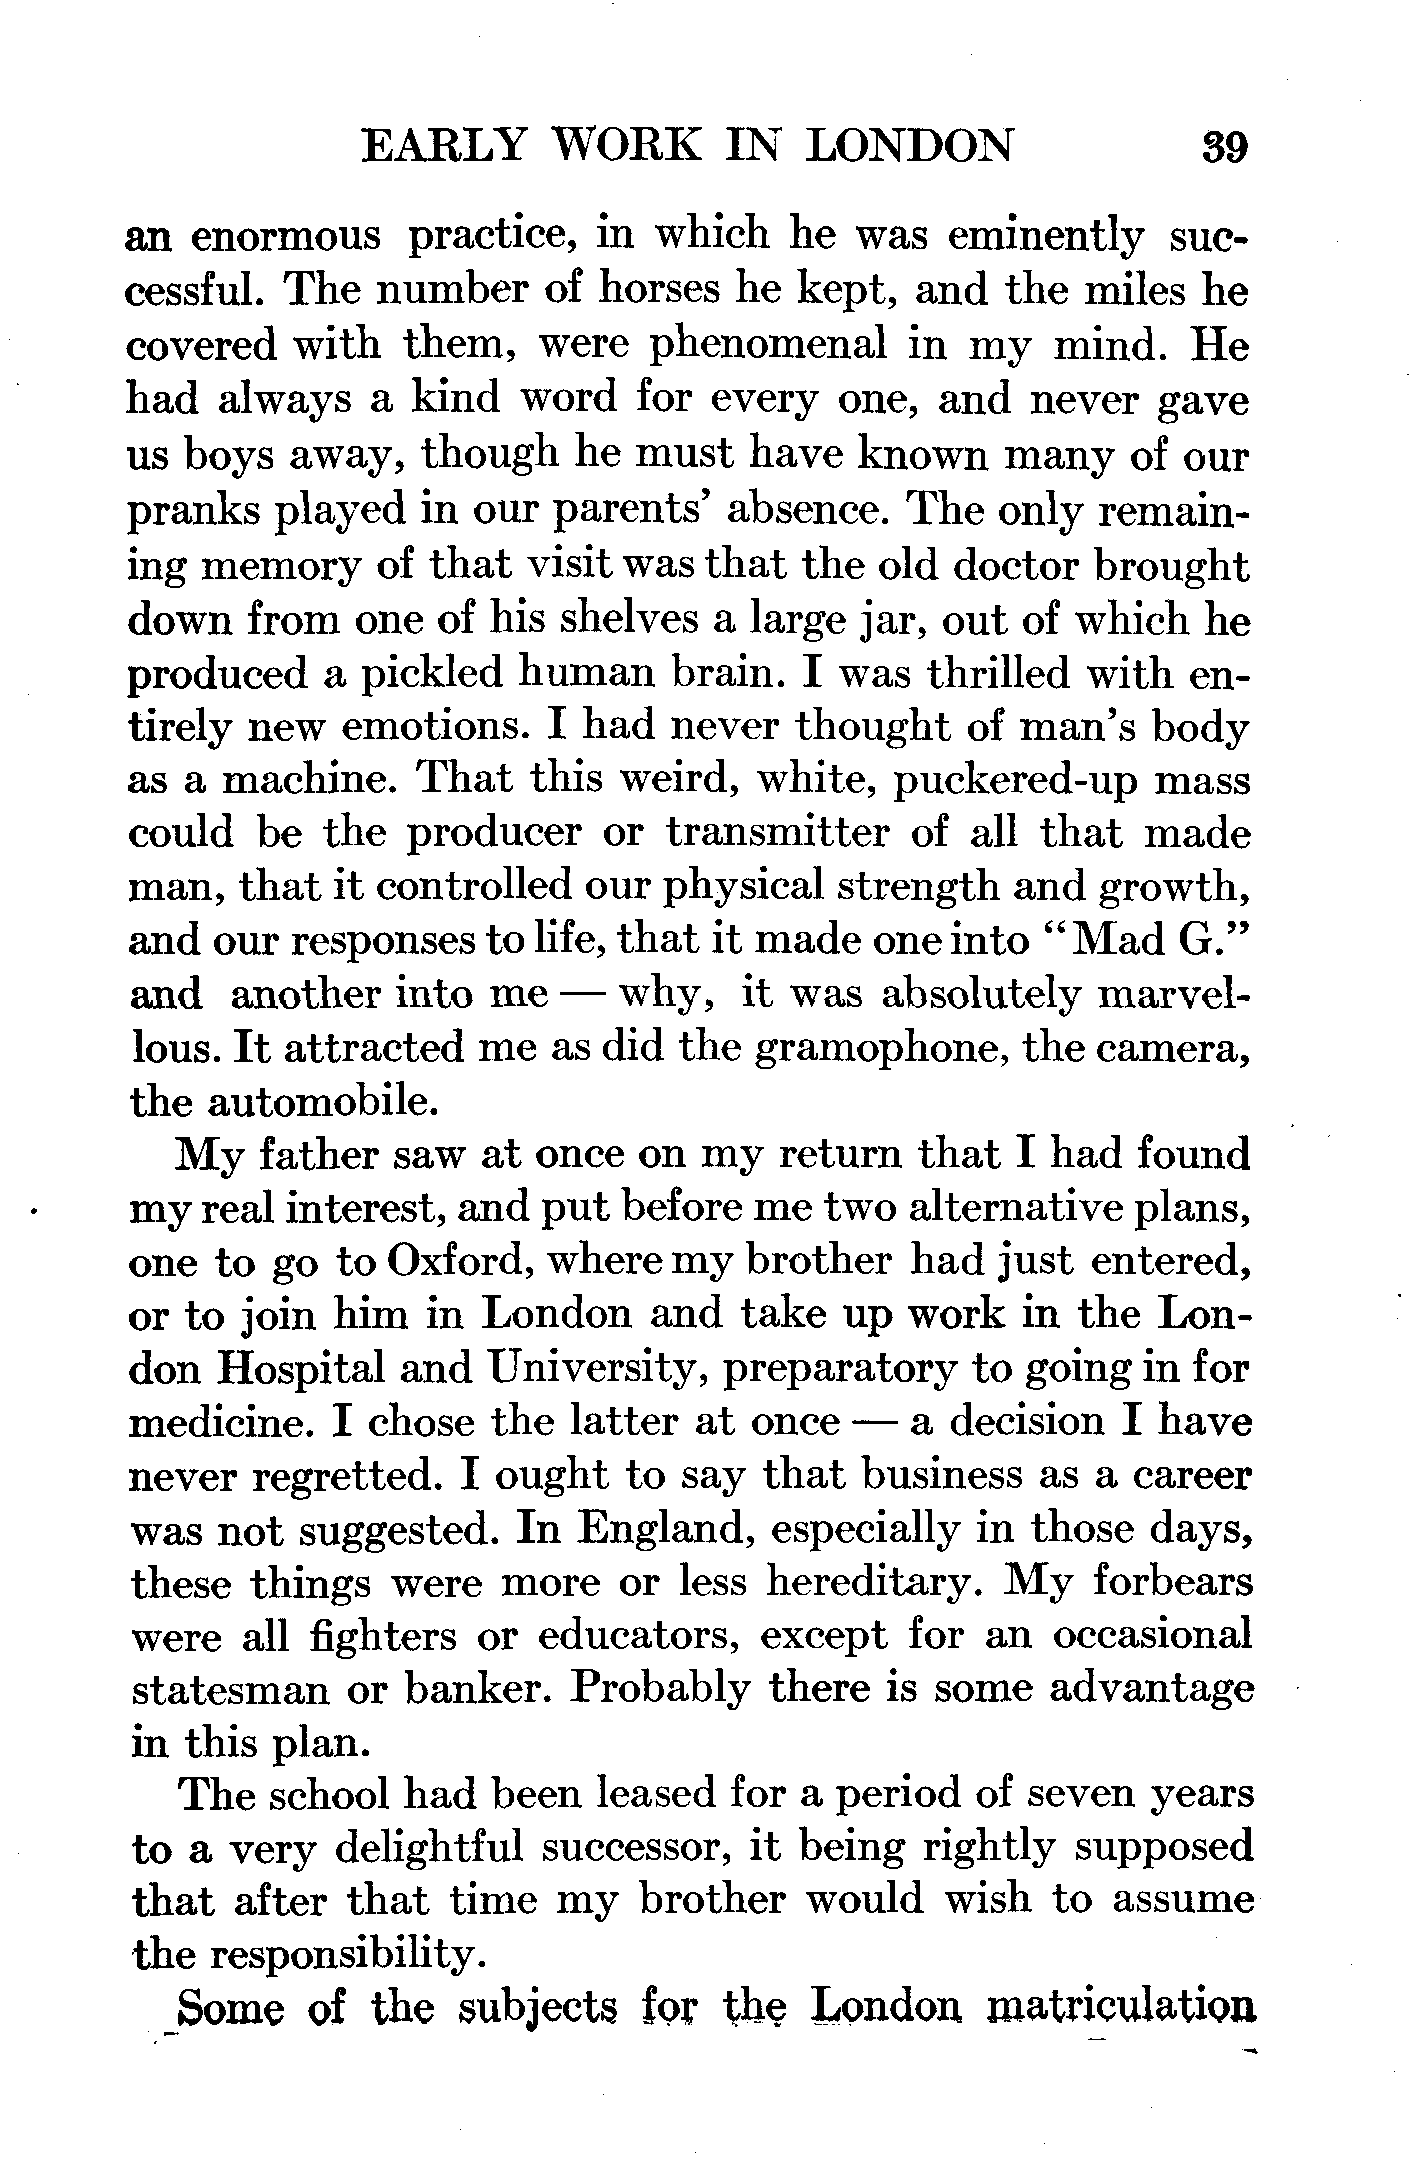 EARLY WORK IN LONDON 39
an enormous practice, in which he was eminently suc-
cessful. The number of horses he kept, and the miles he
covered with them, were phenomenal in my mind. He
had always a kind word for every one, and never gave
us boys away, though he must have known many of our
pranks played in our parents’ absence. The only remain-
ing memory of that visit was that the old doctor brought
down from one of his shelves a large jar, out of which he
produced a pickled human brain. I was thrilled with en-
tirely new emotions. I had never thought of man’s body
as a machine. That this weird, white, puckered-up mass
could be the producer or transmitter of all that made
man, that it controlled our physical strength and growth,
and our responses to life, that it made one into “Mad G.”
and another into me — why, it was absolutely marvel-
lous. It attracted me as did the gramophone, the camera,
the automobile.
My father saw at once on my return that I had found
my real interest, and put before me two alternative plans,
one to go to Oxford, where my brother had just entered,
or to join him in London and take up work in the Lon-
don Hospital and University, preparatory to going in for
medicine. I chose the latter at once — a decision I have
never regretted. I ought to say that business as a career
was not suggested. In England, especially in those days,
these things were more or less hereditary. My forbears
were all fighters or educators, except for an occasional
statesman or banker. Probably there is some advantage
in this plan.
The school had been leased for a period of seven years
to a very delightful successor, it being rightly supposed
that after that time my brother would wish to assume
the responsibility.
Some of the subjects for the London matriculation